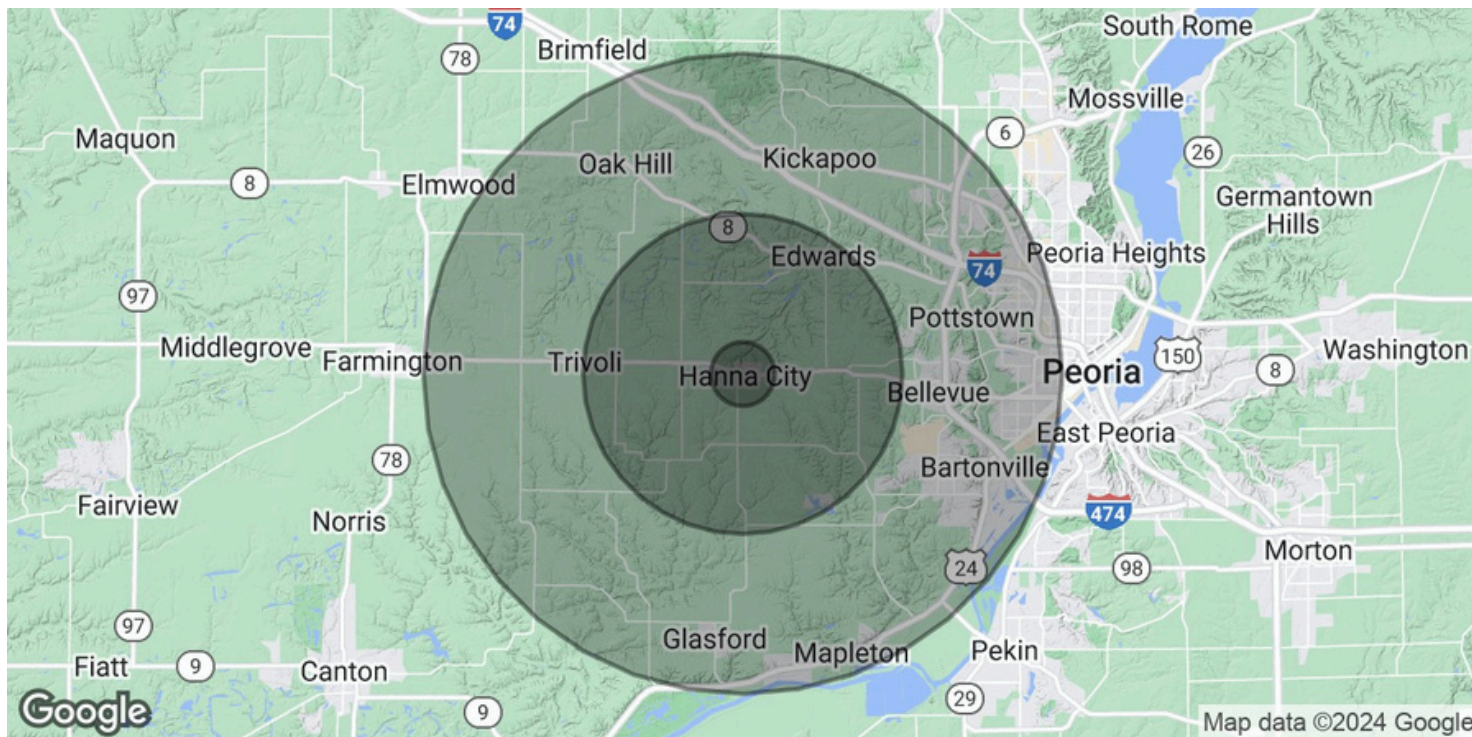 South Rome
74
Brimfield
78
Mossville
6
Maquon
26
Oak Hill
Kickapoo
8
Elmwood
Germantown
Hills
8
Peoria Heights
Edwards
74
97
Pottstown
Middlegrove
Farmington
Trivoli
Hanna City
Peoria
150
Washington
8
Bellevue
East Peoria
78
Bartonville
Fairview
Norris
474
Morton
24
98
97
Glasford
Mapleton
Pekin
Fiatt
9
Canton
29
9
Google
Map data ©2024 Google